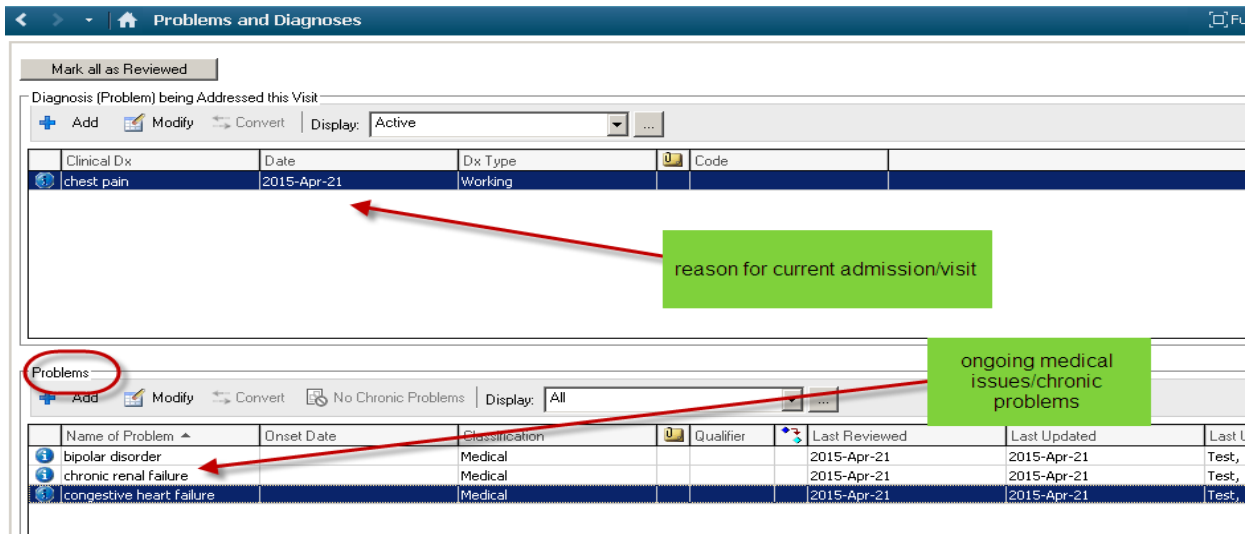 Problems and Diagnoses
Mark all as Reviewed
Diagnosis (Problem) being Addressed this Visit
Add Modify Convert Display: Active ...
Clinical Dx Date Dx Type Code
chest pain 2015-Apr-21 Working
reason for current admission/visit
ongoing medical
issues/chronic
problems
Problems
Add Modify Convert No Chronic Problems Display: All ...
Name of Problem Onset Date Classification Qualifier Last Reviewed Last Updated Last
bipolar disorder Medical 2015-Apr-21 2015-Apr-21 Test,
chronic renal failure Medical 2015-Apr-21 2015-Apr-21 Test,
congestive heart failure Medical 2015-Apr-21 2015-Apr-21 Test,